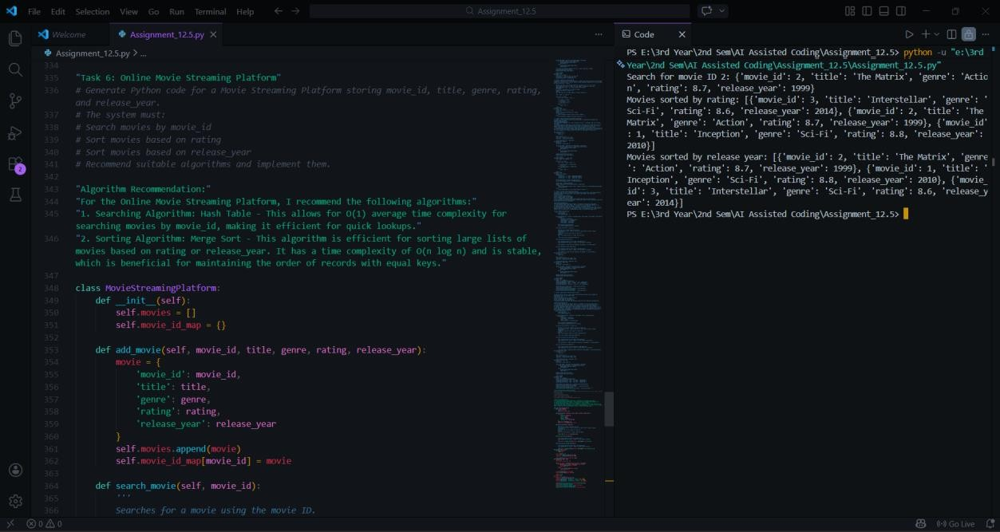 File Edit Selection View Go Run Terminal Help
Assignment_12.5
Welcome
Assignment_12.5.py
Assignment_12.5.py > ...
334
335 "Task 6: Online Movie Streaming Platform"
336 # Generate Python code for a Movie Streaming Platform storing movie_id, title, genre, rating,
and release_year.
337 # The system must:
338 # Search movies by movie_id
339 # Sort movies based on rating
340 # Sort movies based on release_year
341 # Recommend suitable algorithms and implement them.
342
343 "Algorithm Recommendation:"
344 "For the Online Movie Streaming Platform, I recommend the following algorithms:"
345 "1. Searching Algorithm: Hash Table - This allows for O(1) average time complexity for
searching movies by movie_id, making it efficient for quick lookups."
346 "2. Sorting Algorithm: Merge Sort - This algorithm is efficient for sorting large lists of
movies based on rating or release_year. It has a time complexity of O(n log n) and is stable,
which is beneficial for maintaining the order of records with equal keys."
347
348 class MovieStreamingPlatform:
349 def __init__(self):
350 self.movies = []
351 self.movie_id_map = {}
352
353 def add_movie(self, movie_id, title, genre, rating, release_year):
354 movie = {
355 'movie_id': movie_id,
356 'title': title,
357 'genre': genre,
358 'rating': rating,
359 'release_year': release_year
360 }
361 self.movies.append(movie)
362 self.movie_id_map[movie_id] = movie
363
364 def search_movie(self, movie_id):
365 '''
366 Searches for a movie using the movie ID.
Code
PS E:\3rd Year\2nd Sem\AI Assisted Coding\Assignment_12.5> python -u "e:\3rd
Year\2nd Sem\AI Assisted Coding\Assignment_12.5\Assignment_12.5.py"
Search for movie ID 2: {'movie_id': 2, 'title': 'The Matrix', 'genre': 'Actio
n', 'rating': 8.7, 'release_year': 1999}
Movies sorted by rating: [{'movie_id': 3, 'title': 'Interstellar', 'genre': '
Sci-Fi', 'rating': 8.6, 'release_year': 2014}, {'movie_id': 2, 'title': 'The
Matrix', 'genre': 'Action', 'rating': 8.7, 'release_year': 1999}, {'movie_id'
: 1, 'title': 'Inception', 'genre': 'Sci-Fi', 'rating': 8.8, 'release_year':
2010}]
Movies sorted by release year: [{'movie_id': 2, 'title': 'The Matrix', 'genre
': 'Action', 'rating': 8.7, 'release_year': 1999}, {'movie_id': 1, 'title': '
Inception', 'genre': 'Sci-Fi', 'rating': 8.8, 'release_year': 2010}, {'movie_
id': 3, 'title': 'Interstellar', 'genre': 'Sci-Fi', 'rating': 8.6, 'release_y
ear': 2014}]
PS E:\3rd Year\2nd Sem\AI Assisted Coding\Assignment_12.5>
2
0 0
Go Live